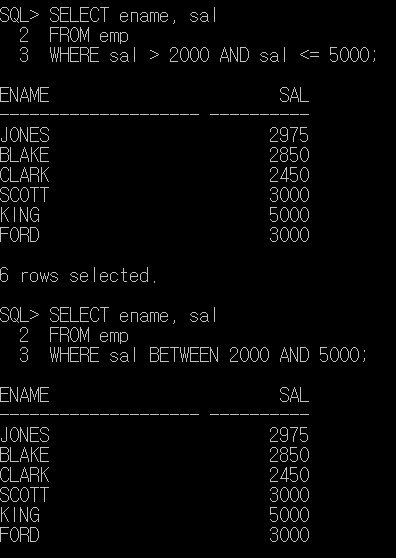 SQL> SELECT ename, sal
2 FROM emp
3 WHERE sal > 2000 AND sal <= 5000;
ENAME SAL
-------------------- ----------
JONES 2975
BLAKE 2850
CLARK 2450
SCOTT 3000
KING 5000
FORD 3000
6 rows selected.
SQL> SELECT ename, sal
2 FROM emp
3 WHERE sal BETWEEN 2000 AND 5000;
ENAME SAL
-------------------- ----------
JONES 2975
BLAKE 2850
CLARK 2450
SCOTT 3000
KING 5000
FORD 3000